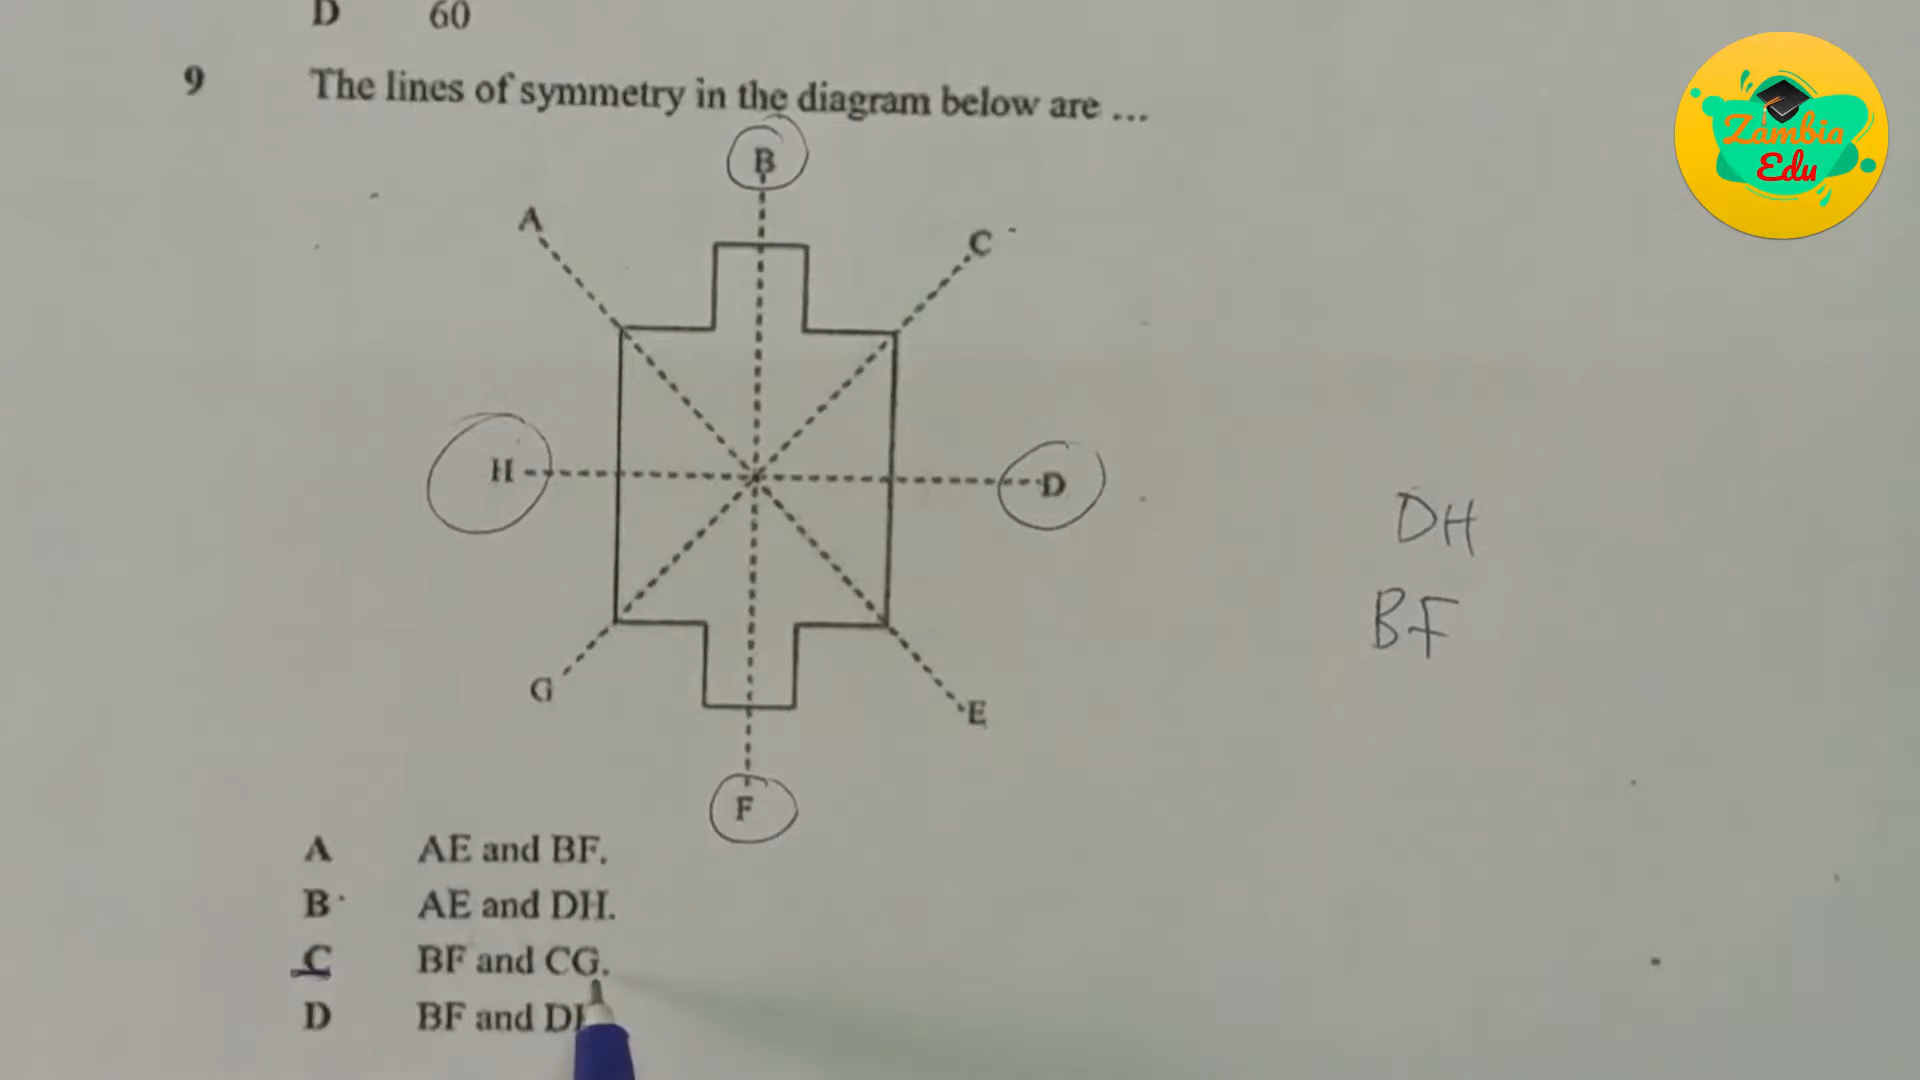 D 60
9 The lines of symmetry in the diagram below are ...
B
A
C
H
D
G
E
F
DH
BF
A AE and BF.
B AE and DH.
C BF and CG.
D BF and
Zambia
Edu